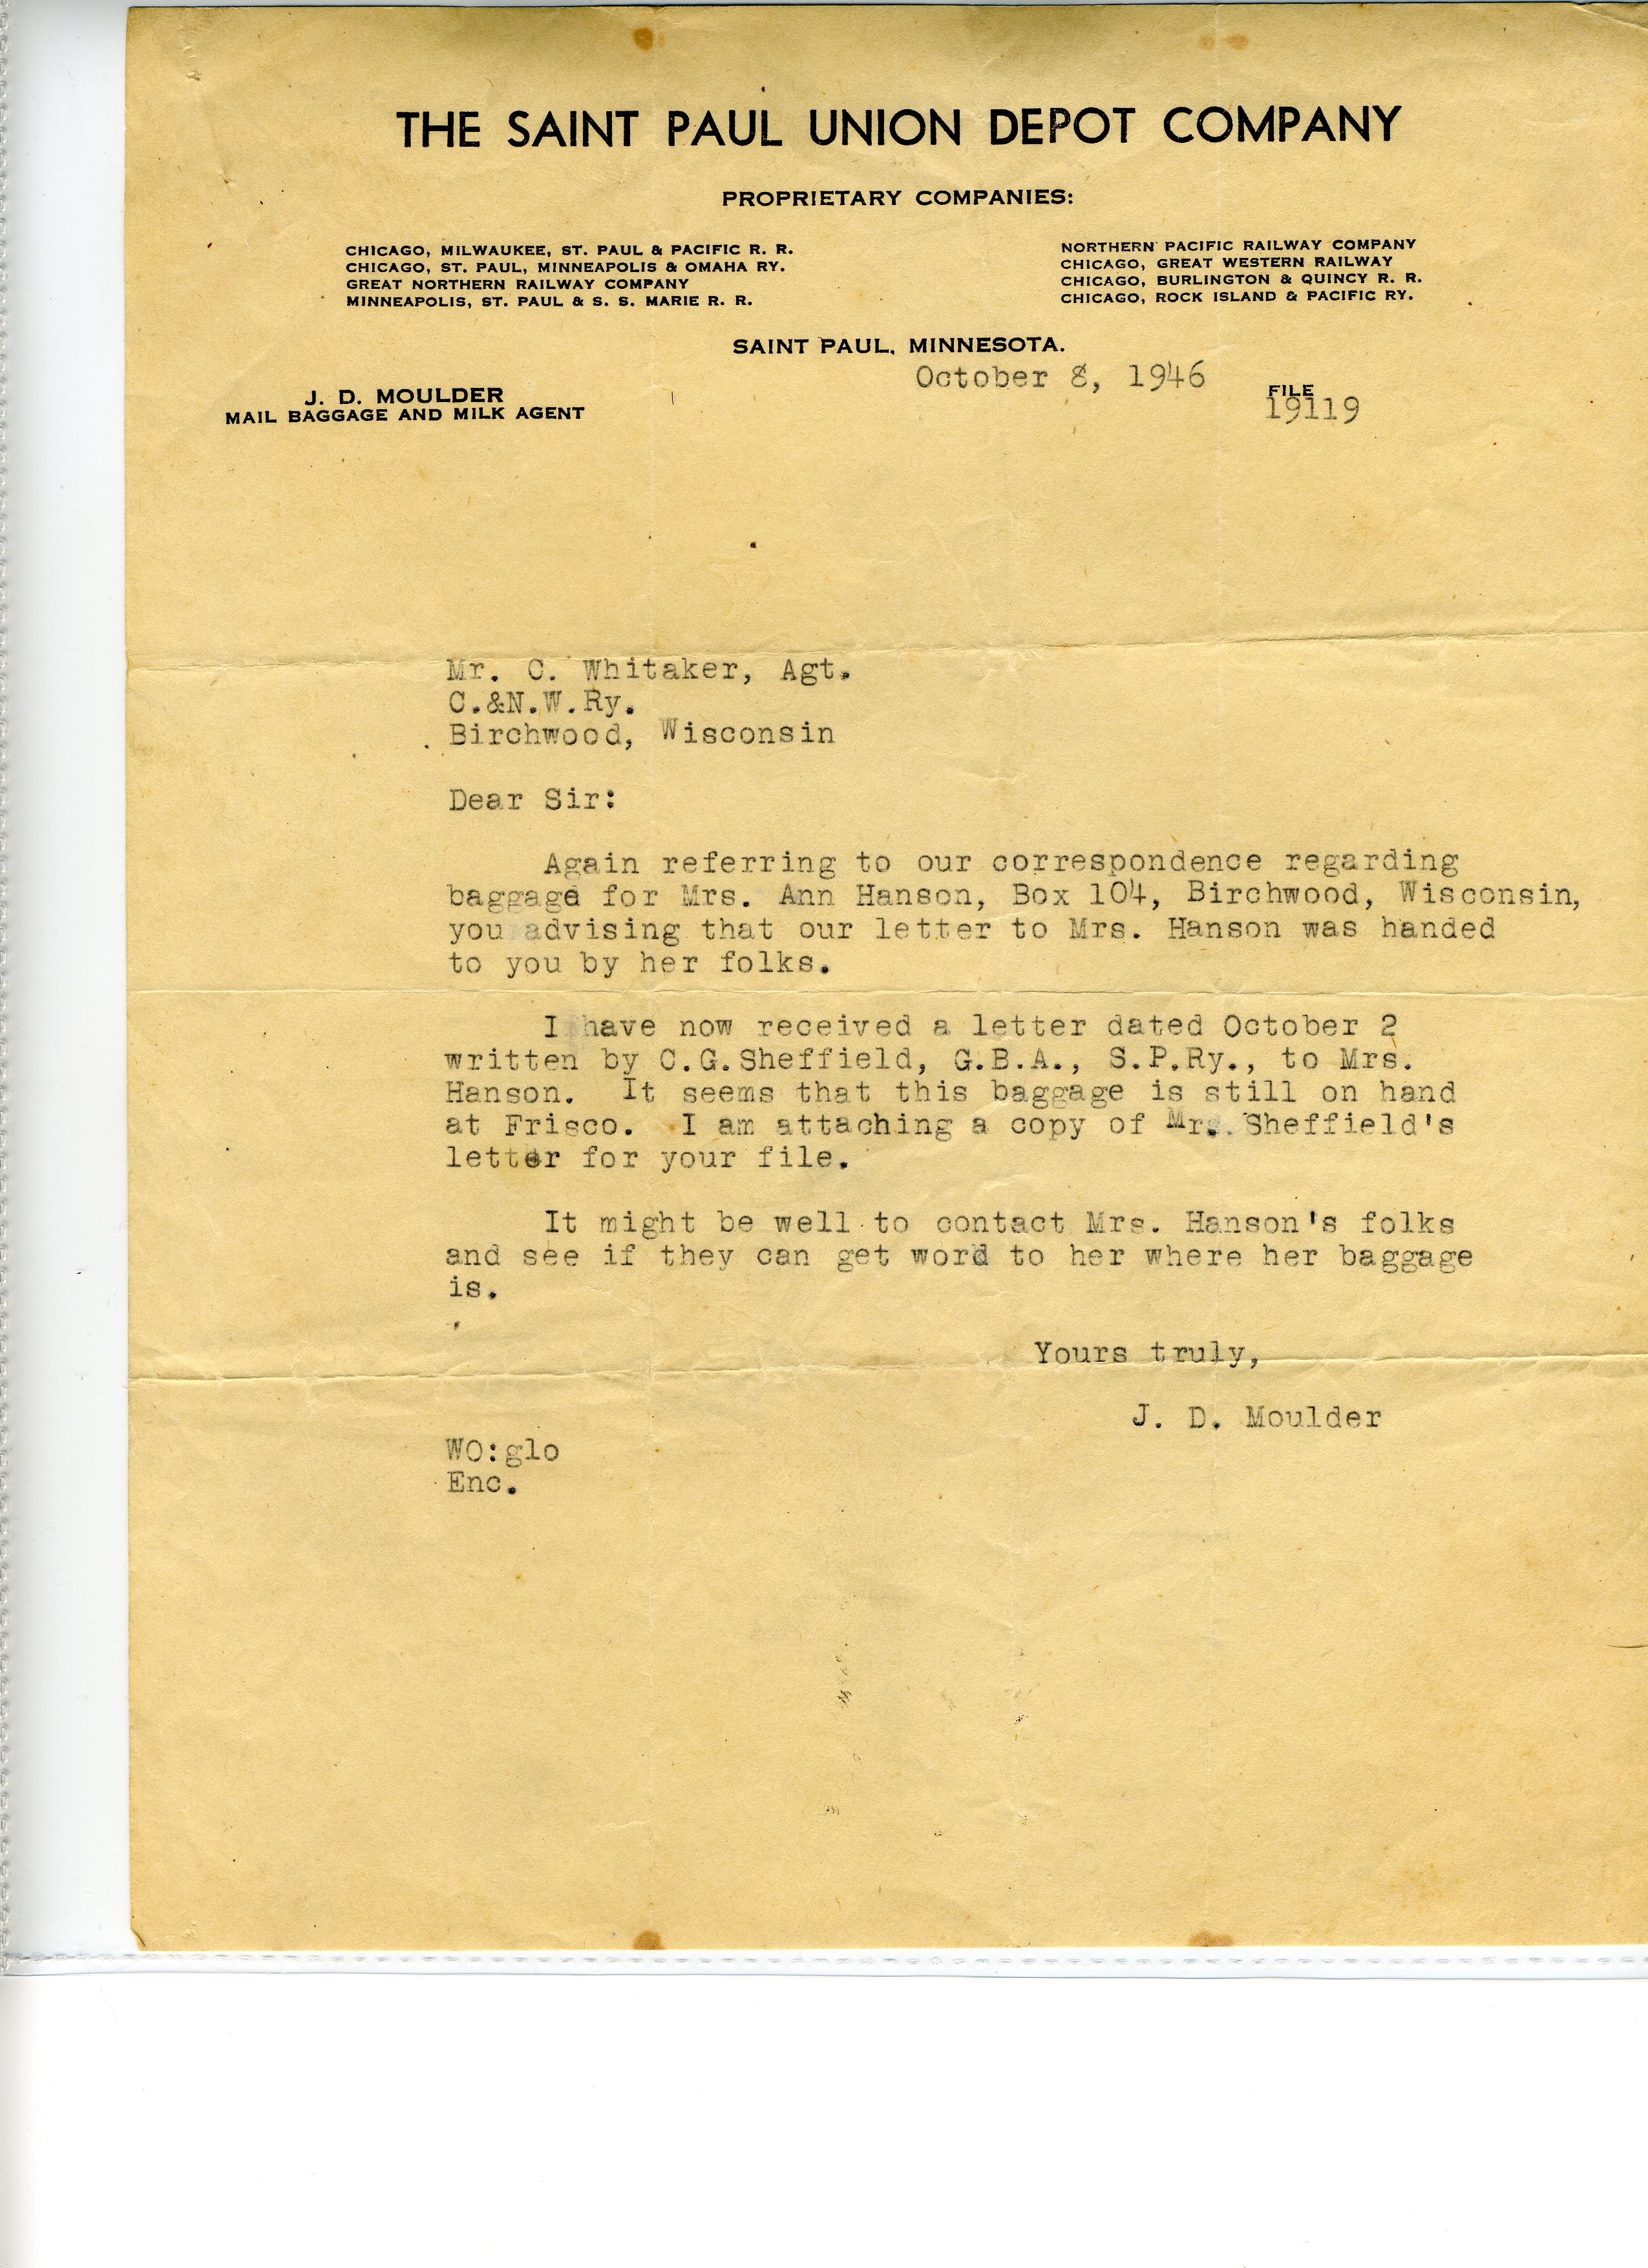 THE SAINT PAUL UNION DEPOT COMPANY
PROPRIETARY COMPANIES:
CHICAGO, MILWAUKEE, ST. PAUL & PACIFIC R. R.
CHICAGO, ST. PAUL, MINNEAPOLIS & OMAHA RY.
GREAT NORTHERN RAILWAY COMPANY
MINNEAPOLIS, ST. PAUL & S. S. MARIE R. R.
NORTHERN PACIFIC RAILWAY COMPANY
CHICAGO, GREAT WESTERN RAILWAY
CHICAGO, BURLINGTON & QUINCY R. R.
CHICAGO, ROCK ISLAND & PACIFIC RY.
SAINT PAUL, MINNESOTA.
October 8, 1946
J. D. MOULDER
MAIL BAGGAGE AND MILK AGENT
FILE
19119
Mr. C. Whitaker, Agt.
C.&N.W.Ry.
Birchwood, Wisconsin
Dear Sir:
Again referring to our correspondence regarding
baggage for Mrs. Ann Hanson, Box 104, Birchwood, Wisconsin,
you advising that our letter to Mrs. Hanson was handed
to you by her folks.
I have now received a letter dated October 2
written by C.G.Sheffield, G.B.A., S.P.Ry., to Mrs.
Hanson. It seems that this baggage is still on hand
at Frisco. I am attaching a copy of Mr. Sheffield's
letter for your file.
It might be well to contact Mrs. Hanson's folks
and see if they can get word to her where her baggage
is.
Yours truly,
J. D. Moulder
WO:glo
Enc.